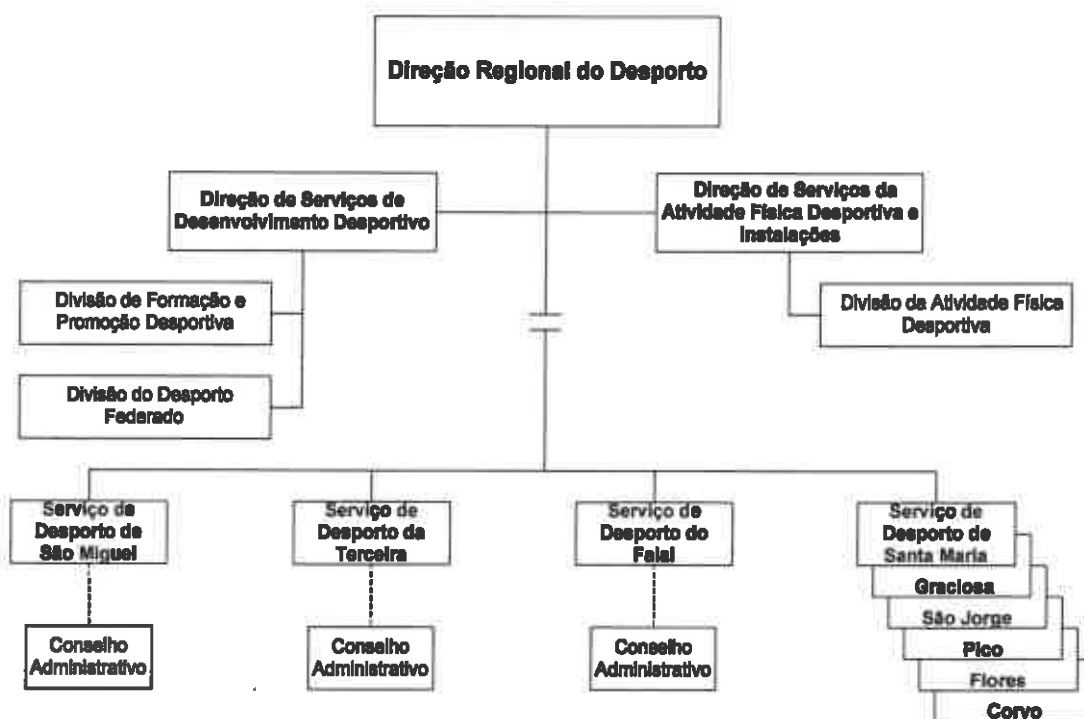 Direção Regional do Desporto
Direção de Serviços de
Desenvolvimento Desportivo
Direção de Serviços da
Atividade Física Desportiva e
Instalações
Divisão de Formação e
Promoção Desportiva
Divisão da Atividade Física
Desportiva
Divisão do Desporto
Federado
Serviço de
Desporto de
São Miguel
Serviço de
Desporto da
Terceira
Serviço de
Desporto do
Faial
Serviço de
Desporto de
Santa Maria
Graciosa
São Jorge
Pico
Flores
Corvo
Conselho
Administrativo
Conselho
Administrativo
Conselho
Administrativo